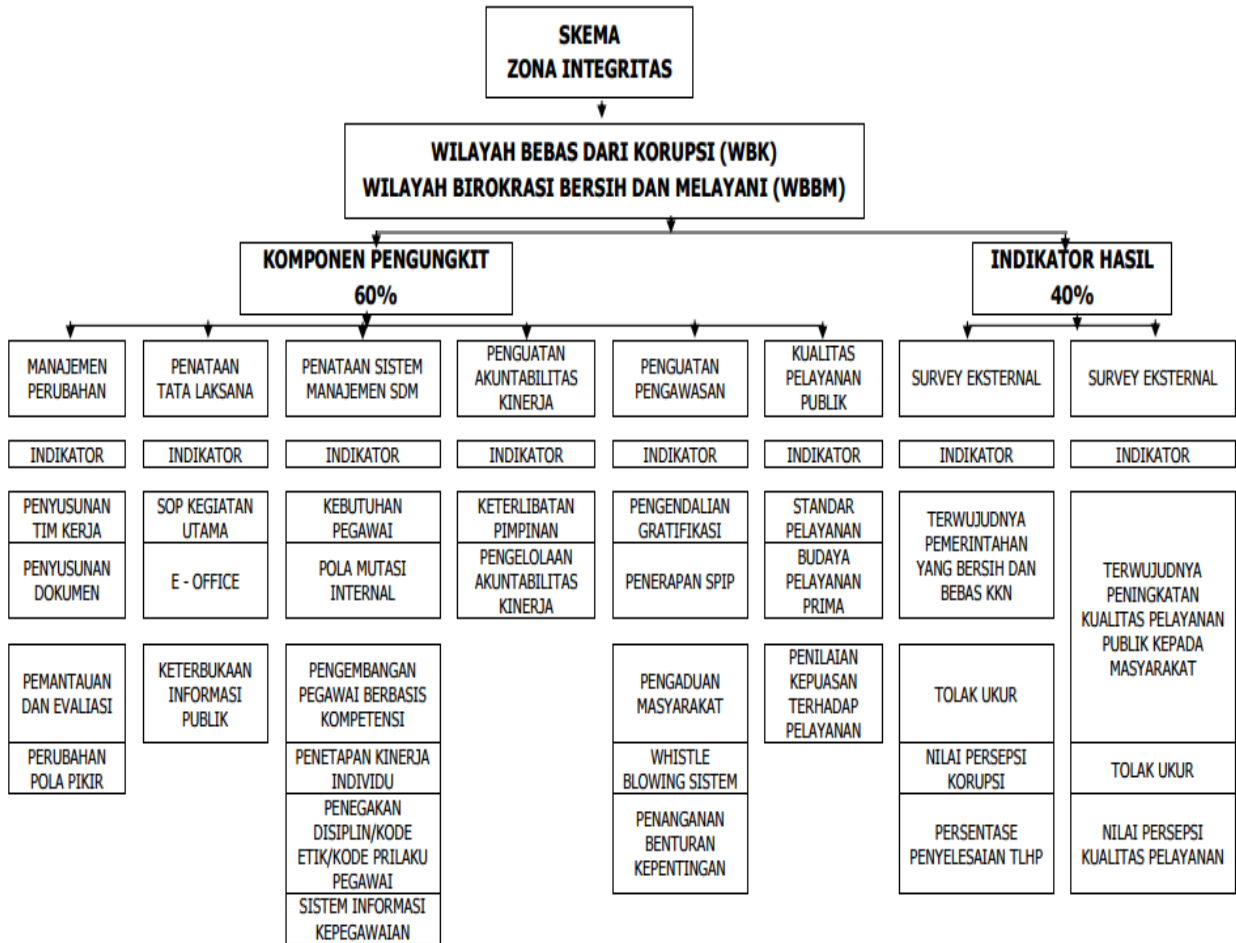 SKEMA
ZONA INTEGRITAS
WILAYAH BEBAS DARI KORUPSI (WBK)
WILAYAH BIROKRASI BERSIH DAN MELAYANI (WBBM)
KOMPONEN PENGUNGKIT
60%
INDIKATOR HASIL
40%
MANAJEMEN
PERUBAHAN
PENATAAN
TATA LAKSANA
PENATAAN SISTEM
MANAJEMEN SDM
PENGUATAN
AKUNTABILITAS
KINERJA
PENGUATAN
PENGAWASAN
KUALITAS
PELAYANAN
PUBLIK
SURVEY EKSTERNAL
SURVEY EKSTERNAL
INDIKATOR
INDIKATOR
INDIKATOR
INDIKATOR
INDIKATOR
INDIKATOR
INDIKATOR
INDIKATOR
PENYUSUNAN
TIM KERJA
PENYUSUNAN
DOKUMEN
PEMANTAUAN
DAN EVALIASI
PERUBAHAN
POLA PIKIR
SOP KEGIATAN
UTAMA
E - OFFICE
KETERBUKAAN
INFORMASI
PUBLIK
KEBUTUHAN
PEGAWAI
POLA MUTASI
INTERNAL
PENGEMBANGAN
PEGAWAI BERBASIS
KOMPETENSI
PENETAPAN KINERJA
INDIVIDU
PENEGAKAN
DISIPLIN/KODE
ETIK/KODE PRILAKU
PEGAWAI
SISTEM INFORMASI
KEPEGAWAIAN
KETERLIBATAN
PIMPINAN
PENGELOLAAN
AKUNTABILITAS
KINERJA
PENGENDALIAN
GRATIFIKASI
PENERAPAN SPIP
PENGADUAN
MASYARAKAT
WHISTLE
BLOWING SISTEM
PENANGANAN
BENTURAN
KEPENTINGAN
STANDAR
PELAYANAN
BUDAYA
PELAYANAN
PRIMA
PENILAIAN
KEPUASAN
TERHADAP
PELAYANAN
TERWUJUDNYA
PEMERINTAHAN
YANG BERSIH DAN
BEBAS KKN
TOLAK UKUR
NILAI PERSEPSI
KORUPSI
PERSENTASE
PENYELESAIAN TLHP
TERWUJUDNYA
PENINGKATAN
KUALITAS PELAYANAN
PUBLIK KEPADA
MASYARAKAT
TOLAK UKUR
NILAI PERSEPSI
KUALITAS PELAYANAN